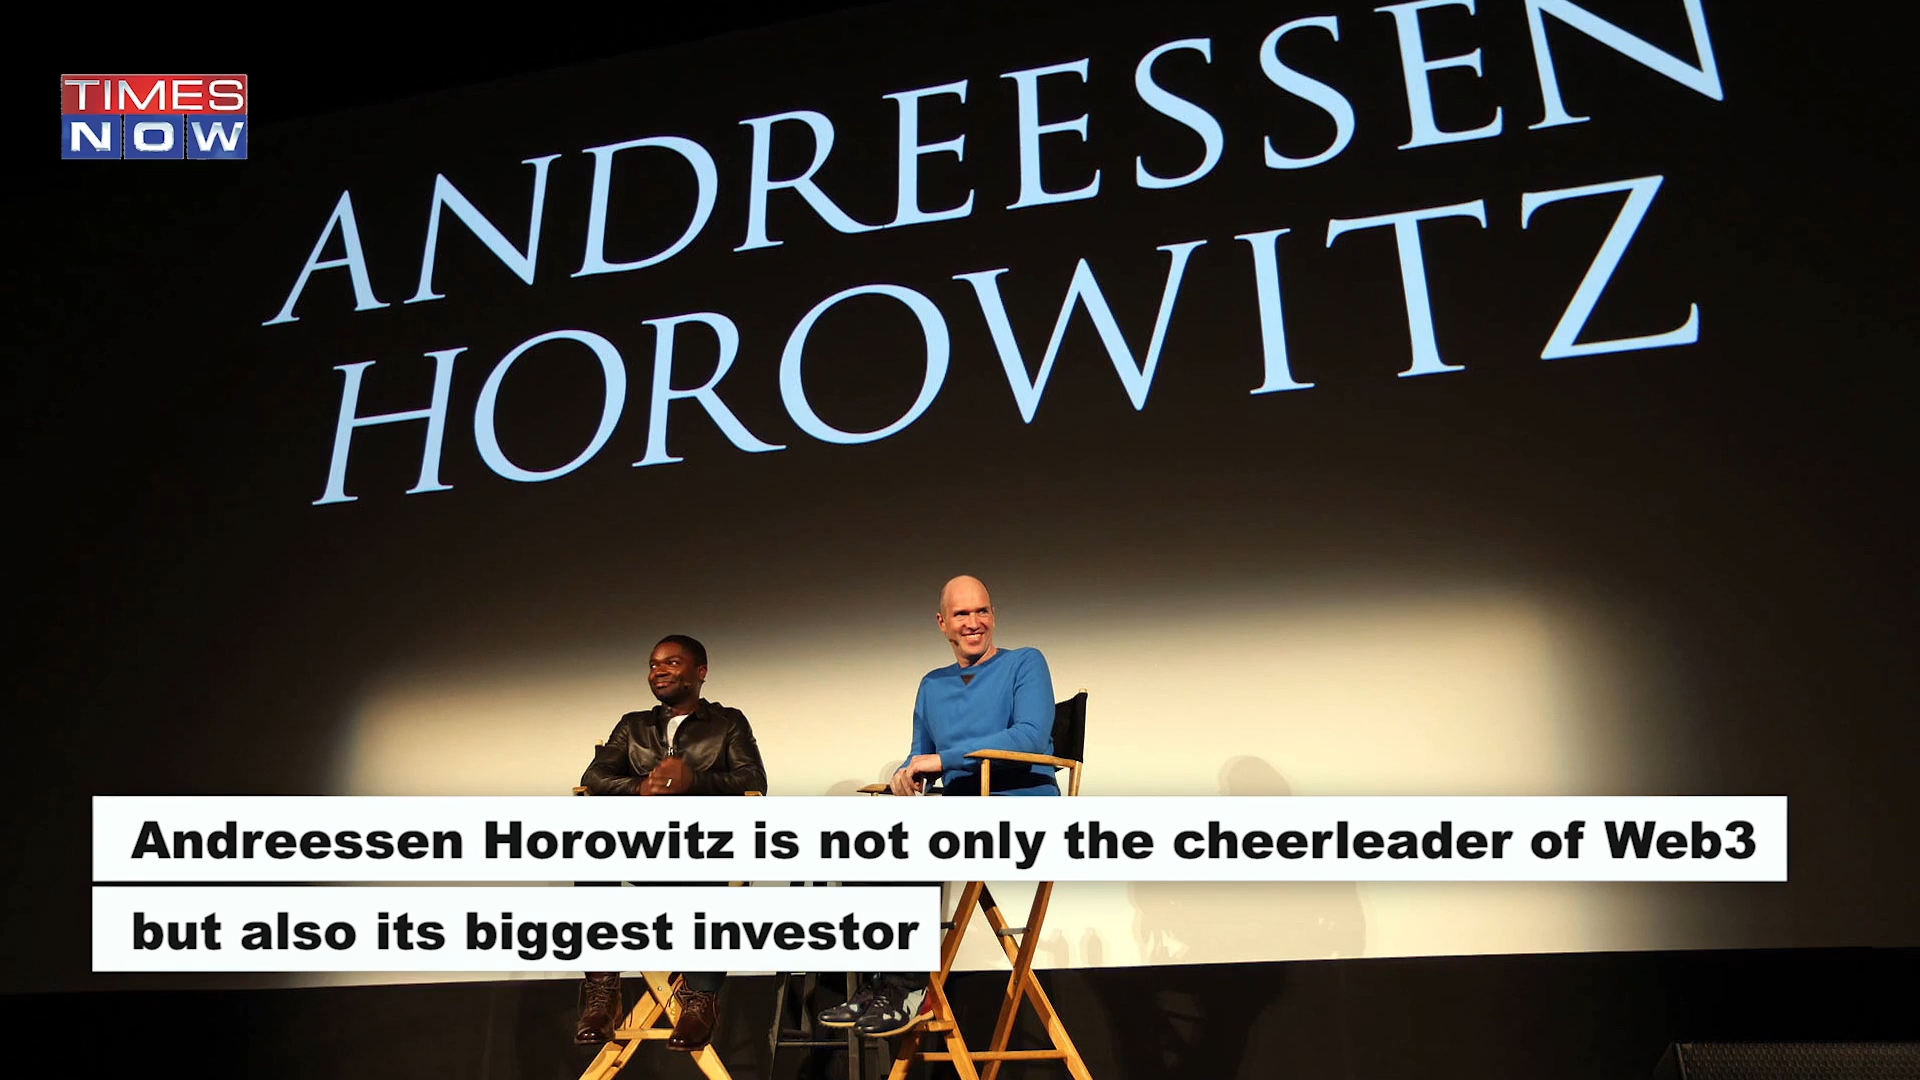 TIMES
NOW
ANDREESSEN
HOROWITZ
Andreessen Horowitz is not only the cheerleader of Web3
but also its biggest investor